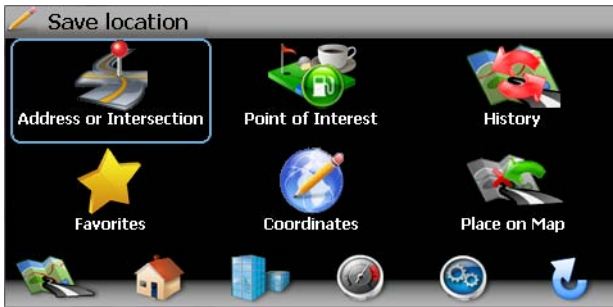 Save location
Address or Intersection
Point of Interest
History
Favorites
Coordinates
Place on Map